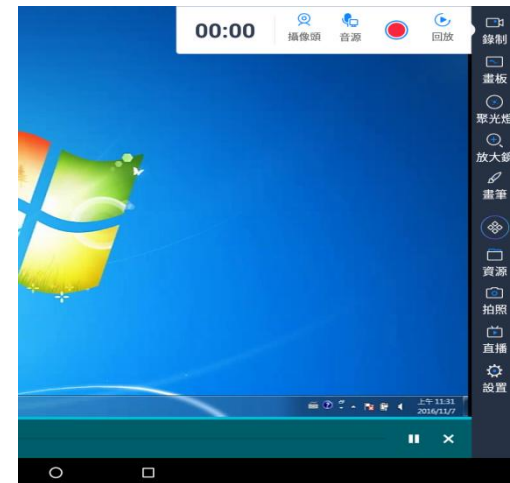 00:00
攝像頭
音源
回放
錄制
畫板
聚光燈
放大鏡
畫筆
資源
拍照
直播
設置
上午 11:31
2016/11/7